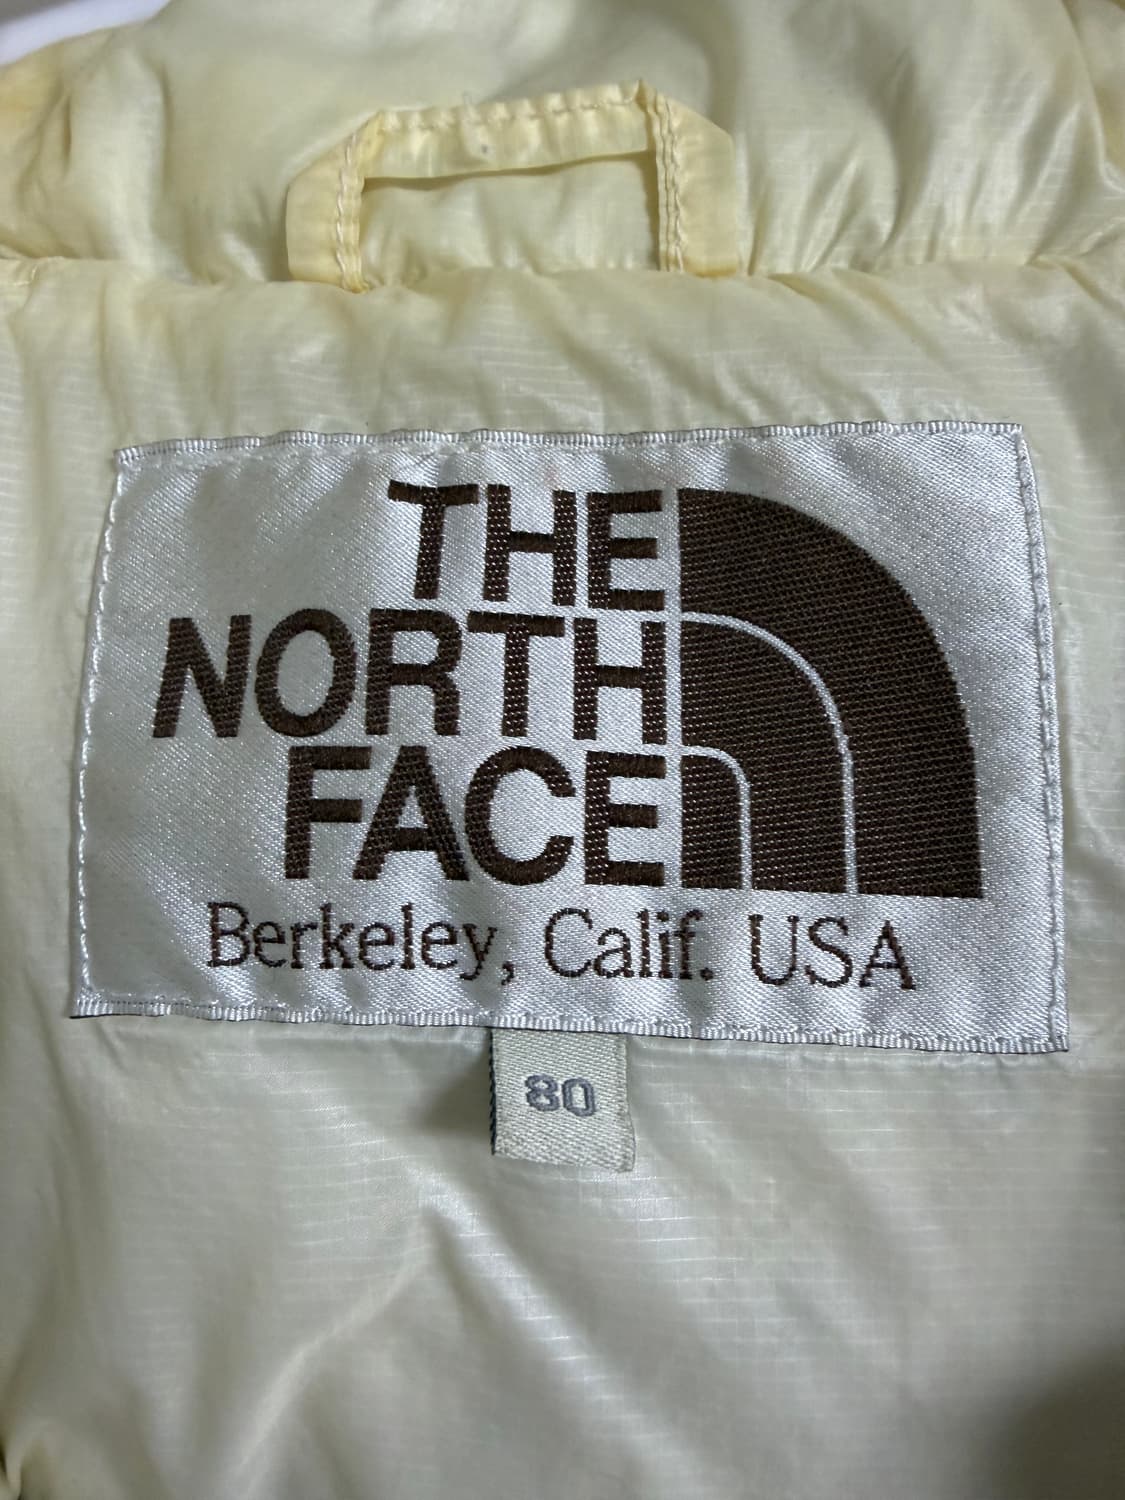 THE
NORTH
FACE
Berkeley, Calif. USA
80